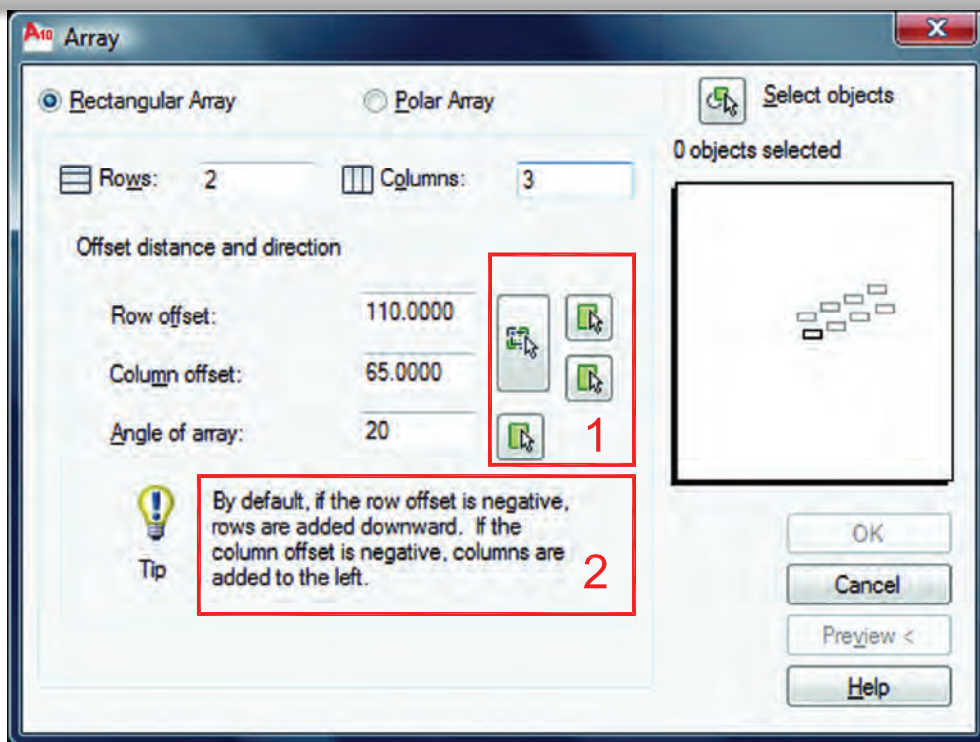 A10 Array
X
Rectangular Array Polar Array Select objects
0 objects selected
Rows: 2 Columns: 3
Offset distance and direction
Row offset: 110.0000
Column offset: 65.0000
Angle of array: 20
1
By default, if the row offset is negative,
rows are added downward. If the
column offset is negative, columns are
added to the left.
Tip
2
OK
Cancel
Preview <
Help